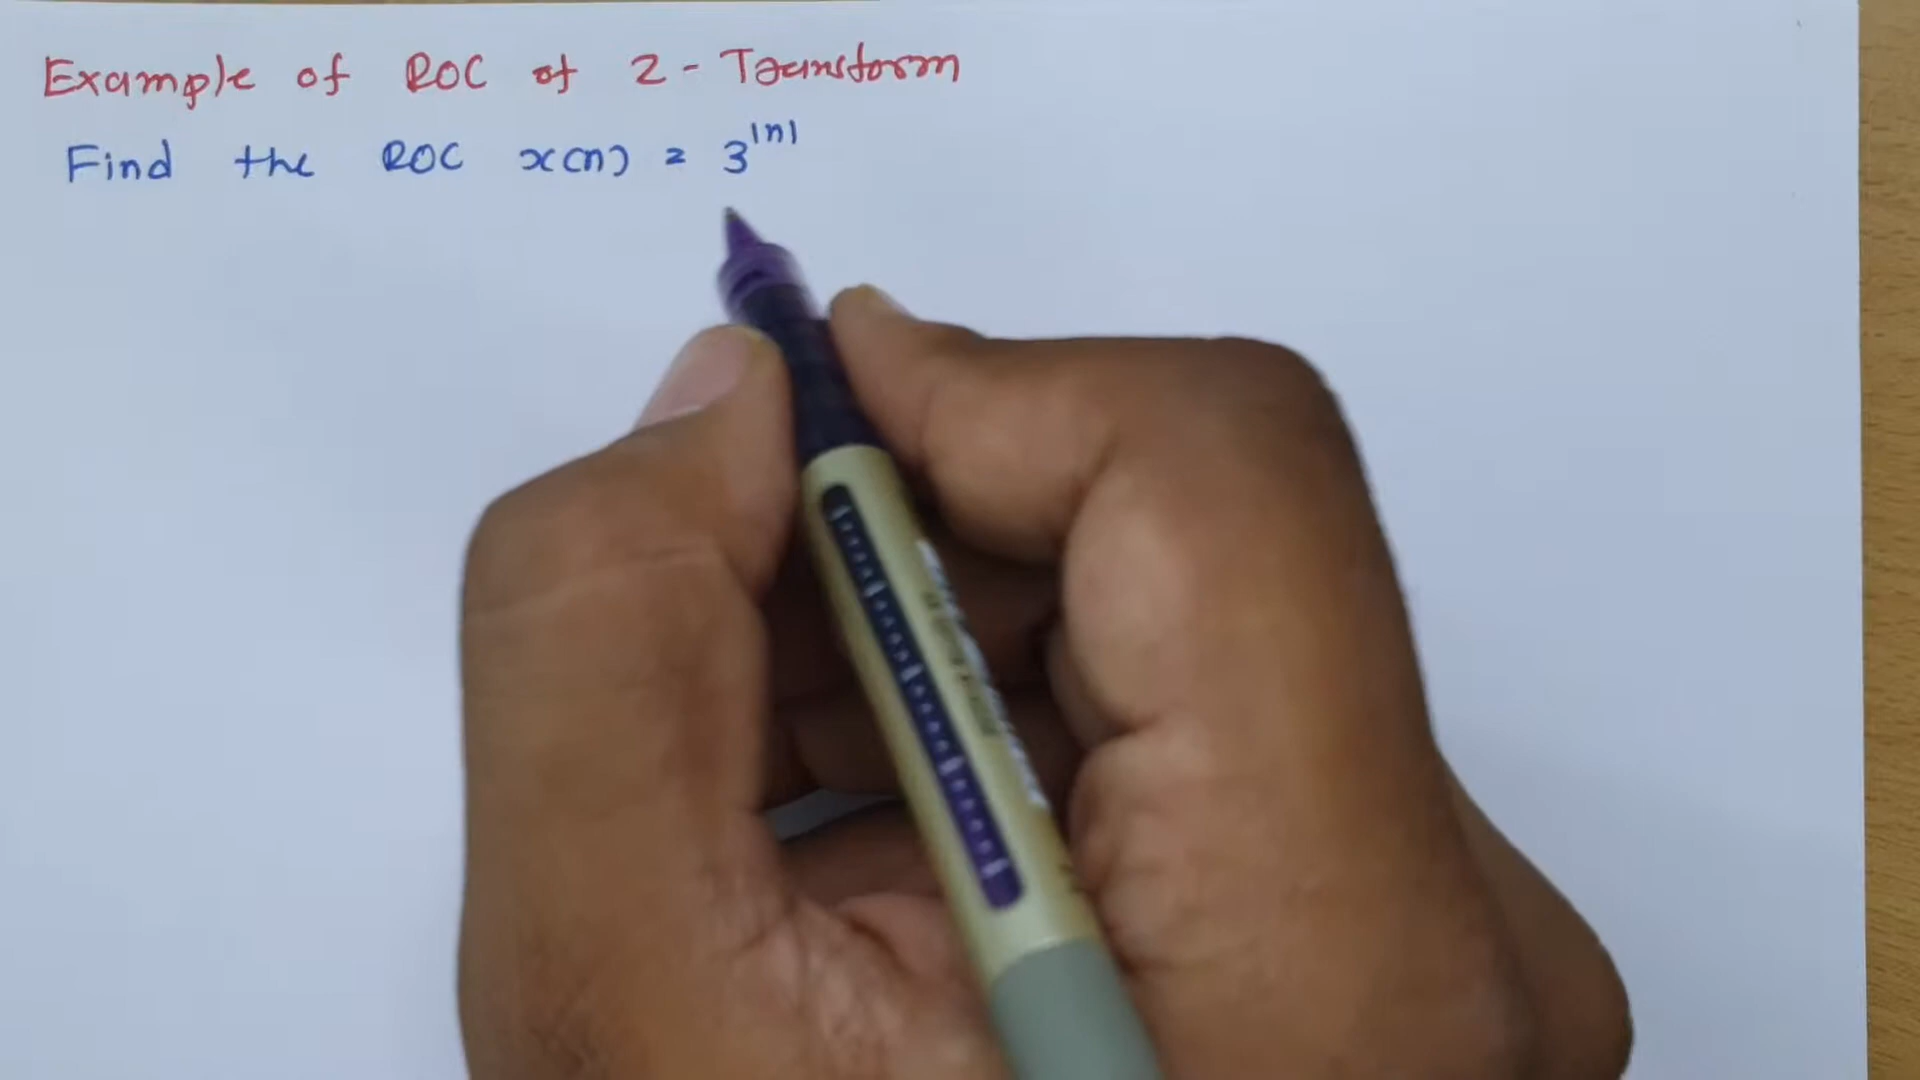 Example of ROC of Z-Transform
Find the ROC x(n) = 3^|n|